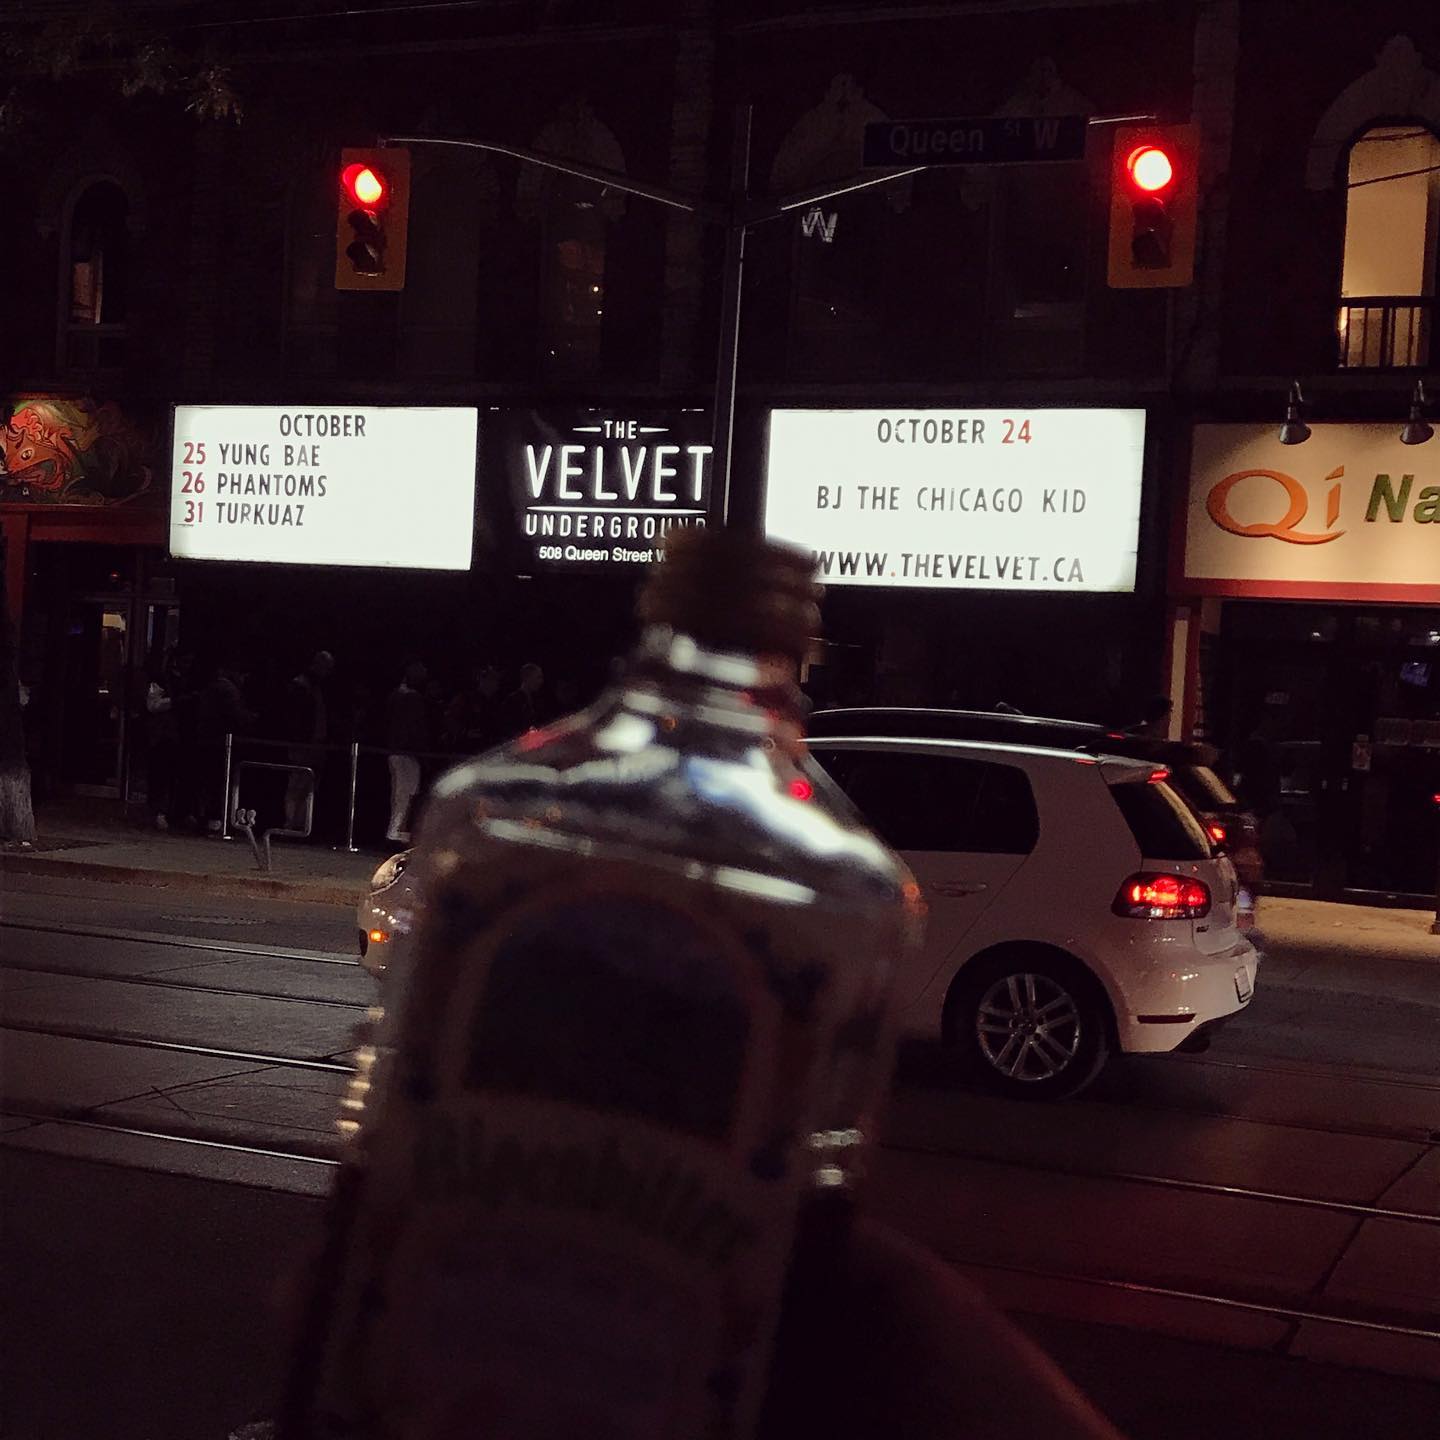 Queen St W
OCTOBER
25 YUNG BAE
26 PHANTOMS
31 TURKUAZ
THE
VELVET
UNDERGROUND
508 Queen Street W
OCTOBER 24
BJ THE CHICAGO KID
WWW.THEVELVET.CA
Qi Na